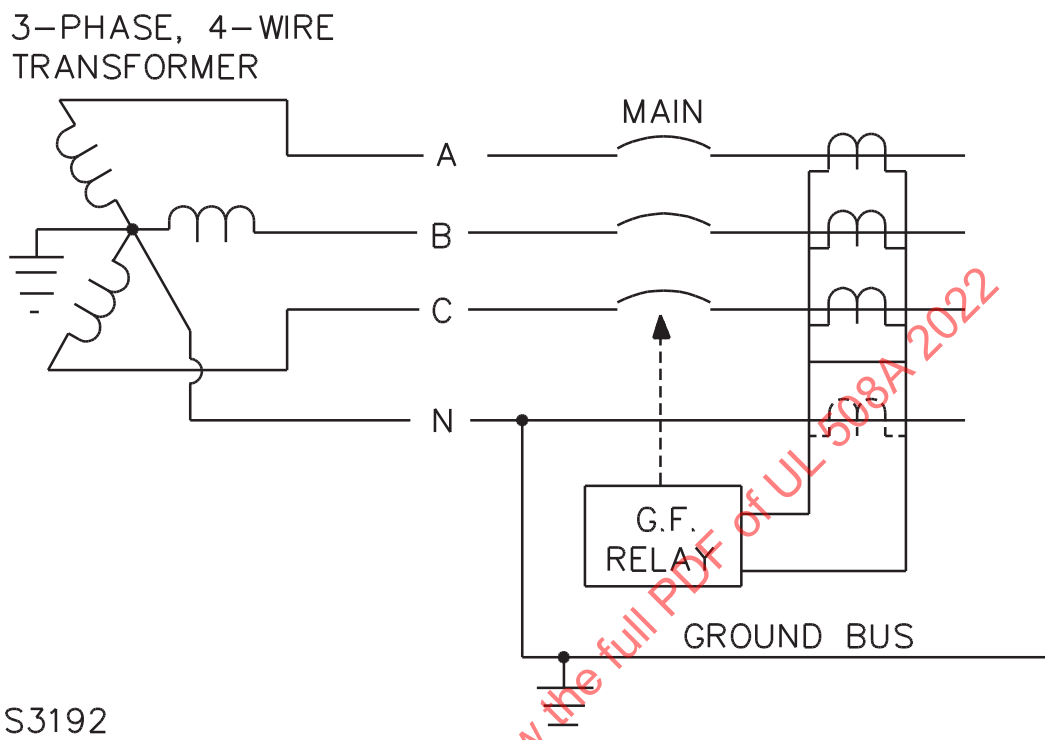 3-PHASE, 4-WIRE
TRANSFORMER
MAIN
A
B
C
N
G.F.
RELAY
GROUND BUS
S3192
w the full PDF of UL 508A 2022